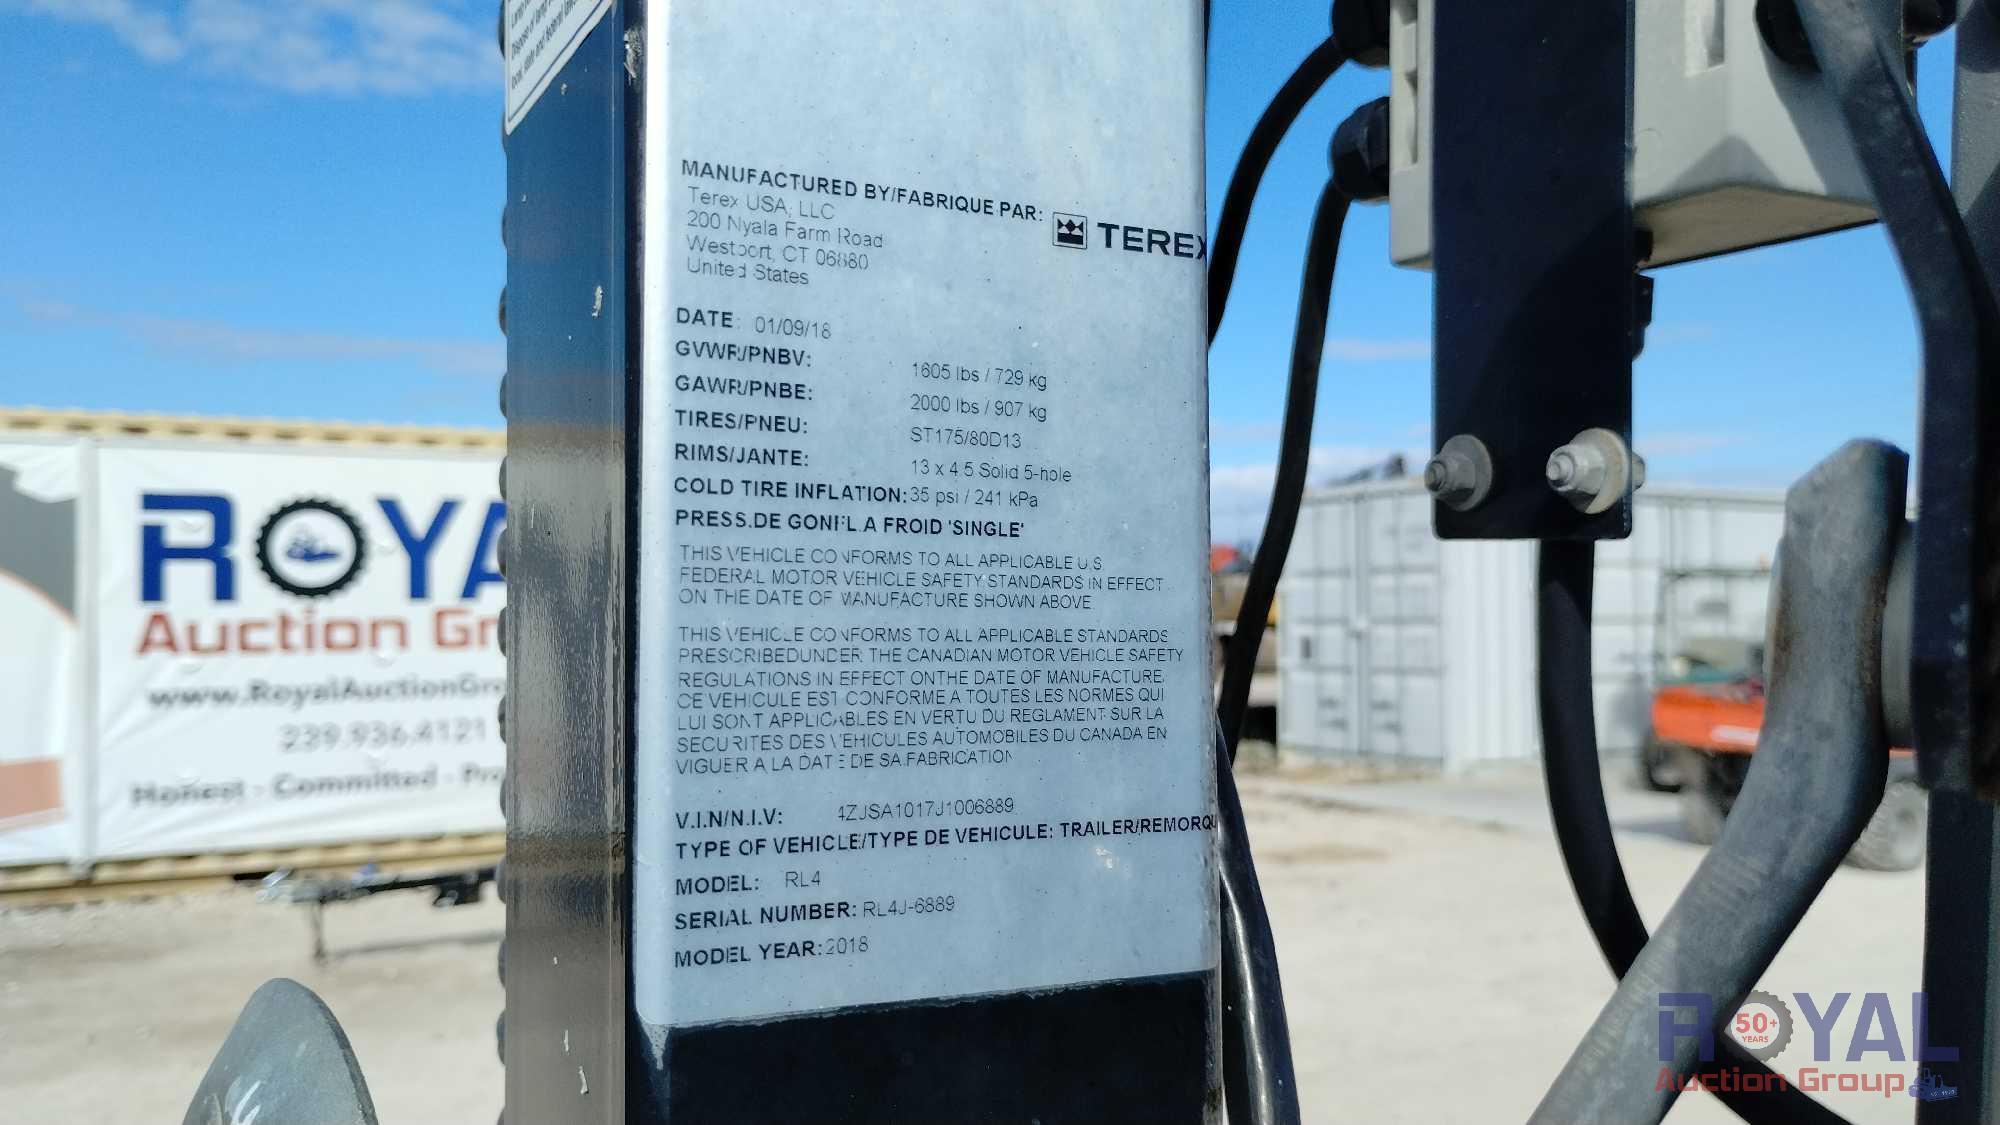 MANUFACTURED BY/FABRIQUE PAR:
TEREX
Terex USA, LLC
200 Nyala Farm Road
Westport, CT 06880
United States
DATE: 01/09/18
GVWR/PNBV: 1605 lbs / 729 kg
GAWR/PNBE: 2000 lbs / 907 kg
TIRES/PNEU: ST175/80D13
RIMS/JANTE: 13 x 4.5 Solid 5-hole
COLD TIRE INFLATION: 35 psi / 241 kPa
PRESS.DE GONFL A FROID 'SINGLE'
THIS VEHICLE CONFORMS TO ALL APPLICABLE U.S.
FEDERAL MOTOR VEHICLE SAFETY STANDARDS IN EFFECT
ON THE DATE OF MANUFACTURE SHOWN ABOVE.
THIS VEHICLE CONFORMS TO ALL APPLICABLE STANDARDS
PRESCRIBEDUNDER THE CANADIAN MOTOR VEHICLE SAFETY
REGULATIONS IN EFFECT ONTHE DATE OF MANUFACTURE.
CE VEHICULE EST CONFORME A TOUTES LES NORMES QUI
LUI SONT APPLICABLES EN VERTU DU REGLAMENT SUR LA
SECURITES DES VEHICULES AUTOMOBILES DU CANADA EN
VIGUER A LA DATE DE SA FABRICATION
V.I.N/N.I.V: 4ZJSA1017J1006889
TYPE OF VEHICLE/TYPE DE VEHICULE: TRAILER/REMORQU
MODEL: RL4
SERIAL NUMBER: RL4J-6889
MODEL YEAR: 2018
ROYA
Auction Gr
www.RoyalAuctionGro
239.936.4121
Honest - Committed - Pro
ROYAL
50+
YEARS
Auction Group